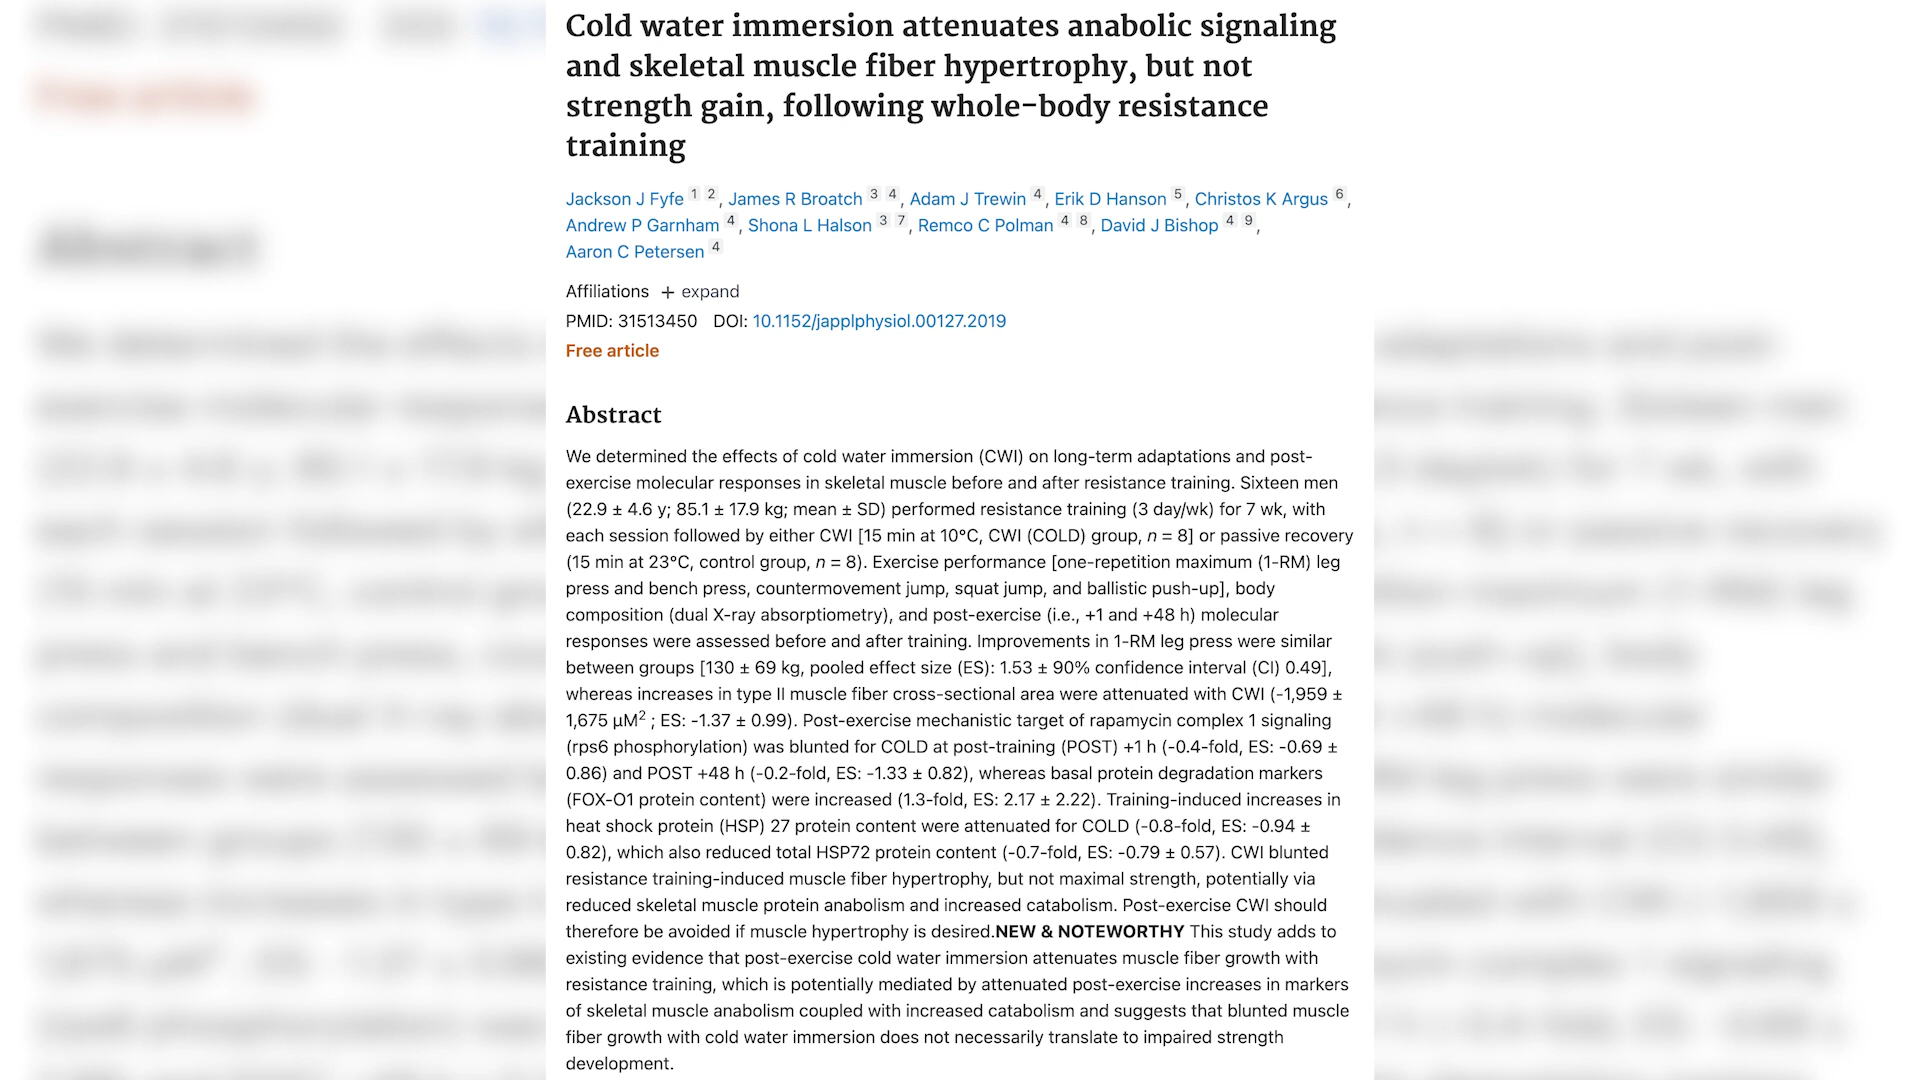 Cold water immersion attenuates anabolic signaling
and skeletal muscle fiber hypertrophy, but not
strength gain, following whole-body resistance
training
Jackson J Fyfe 1 2, James R Broatch 3 4, Adam J Trewin 4, Erik D Hanson 5, Christos K Argus 6,
Andrew P Garnham 4, Shona L Halson 3 7, Remco C Polman 4 8, David J Bishop 4 9,
Aaron C Petersen 4
Affiliations + expand
PMID: 31513450 DOI: 10.1152/japplphysiol.00127.2019
Free article
Abstract
We determined the effects of cold water immersion (CWI) on long-term adaptations and post-
exercise molecular responses in skeletal muscle before and after resistance training. Sixteen men
(22.9 ± 4.6 y; 85.1 ± 17.9 kg; mean ± SD) performed resistance training (3 day/wk) for 7 wk, with
each session followed by either CWI [15 min at 10°C, CWI (COLD) group, n = 8] or passive recovery
(15 min at 23°C, control group, n = 8). Exercise performance [one-repetition maximum (1-RM) leg
press and bench press, countermovement jump, squat jump, and ballistic push-up], body
composition (dual X-ray absorptiometry), and post-exercise (i.e., +1 and +48 h) molecular
responses were assessed before and after training. Improvements in 1-RM leg press were similar
between groups [130 ± 69 kg, pooled effect size (ES): 1.53 ± 90% confidence interval (CI) 0.49],
whereas increases in type II muscle fiber cross-sectional area were attenuated with CWI (-1,959 ±
1,675 µM² ; ES: -1.37 ± 0.99). Post-exercise mechanistic target of rapamycin complex 1 signaling
(rps6 phosphorylation) was blunted for COLD at post-training (POST) +1 h (-0.4-fold, ES: -0.69 ±
0.86) and POST +48 h (-0.2-fold, ES: -1.33 ± 0.82), whereas basal protein degradation markers
(FOX-O1 protein content) were increased (1.3-fold, ES: 2.17 ± 2.22). Training-induced increases in
heat shock protein (HSP) 27 protein content were attenuated for COLD (-0.8-fold, ES: -0.94 ±
0.82), which also reduced total HSP72 protein content (-0.7-fold, ES: -0.79 ± 0.57). CWI blunted
resistance training-induced muscle fiber hypertrophy, but not maximal strength, potentially via
reduced skeletal muscle protein anabolism and increased catabolism. Post-exercise CWI should
therefore be avoided if muscle hypertrophy is desired.NEW & NOTEWORTHY This study adds to
existing evidence that post-exercise cold water immersion attenuates muscle fiber growth with
resistance training, which is potentially mediated by attenuated post-exercise increases in markers
of skeletal muscle anabolism coupled with increased catabolism and suggests that blunted muscle
fiber growth with cold water immersion does not necessarily translate to impaired strength
development.